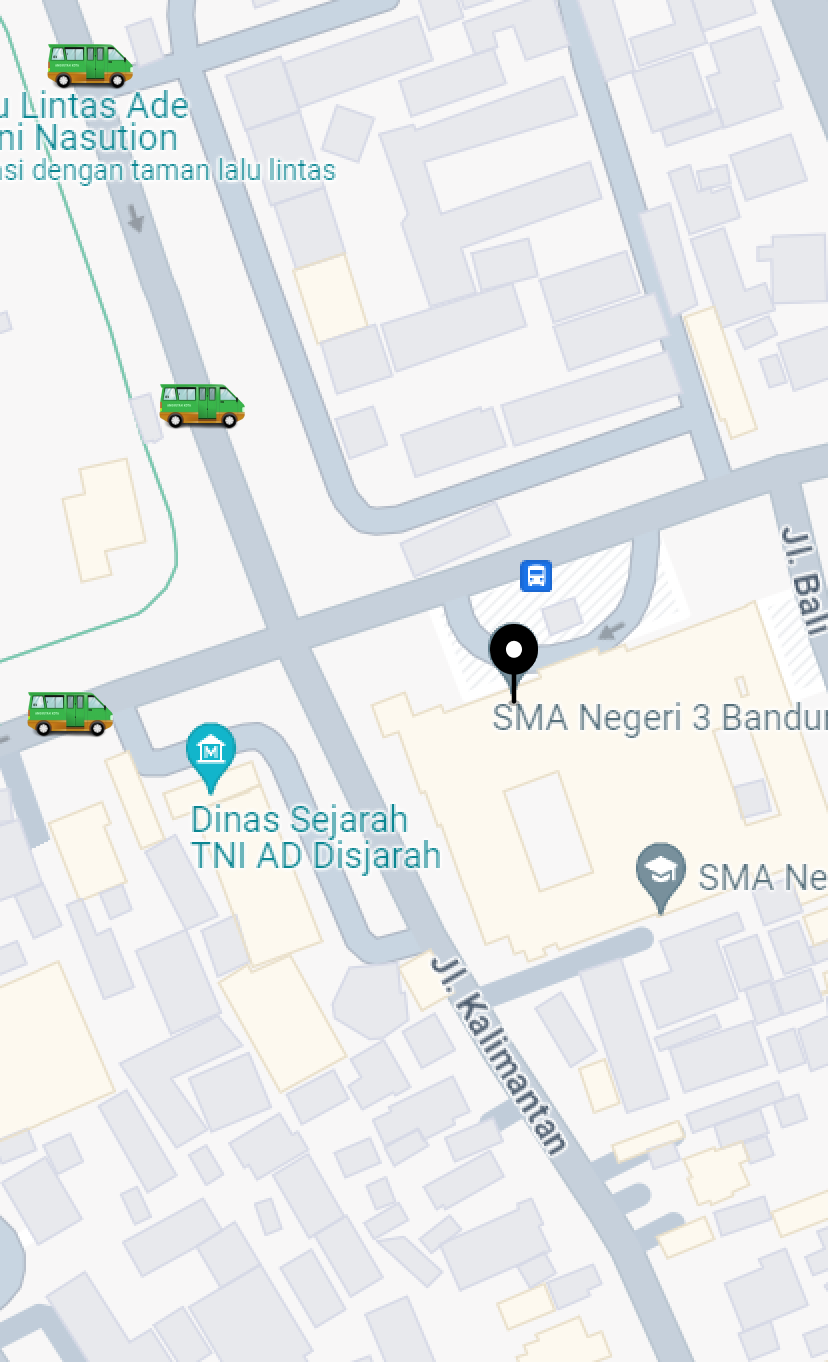 u Lintas Ade
ni Nasution
asi dengan taman lalu lintas
Jl. Bali
SMA Negeri 3 Bandun
Dinas Sejarah
TNI AD Disjarah
SMA Ne
Jl. Kalimantan